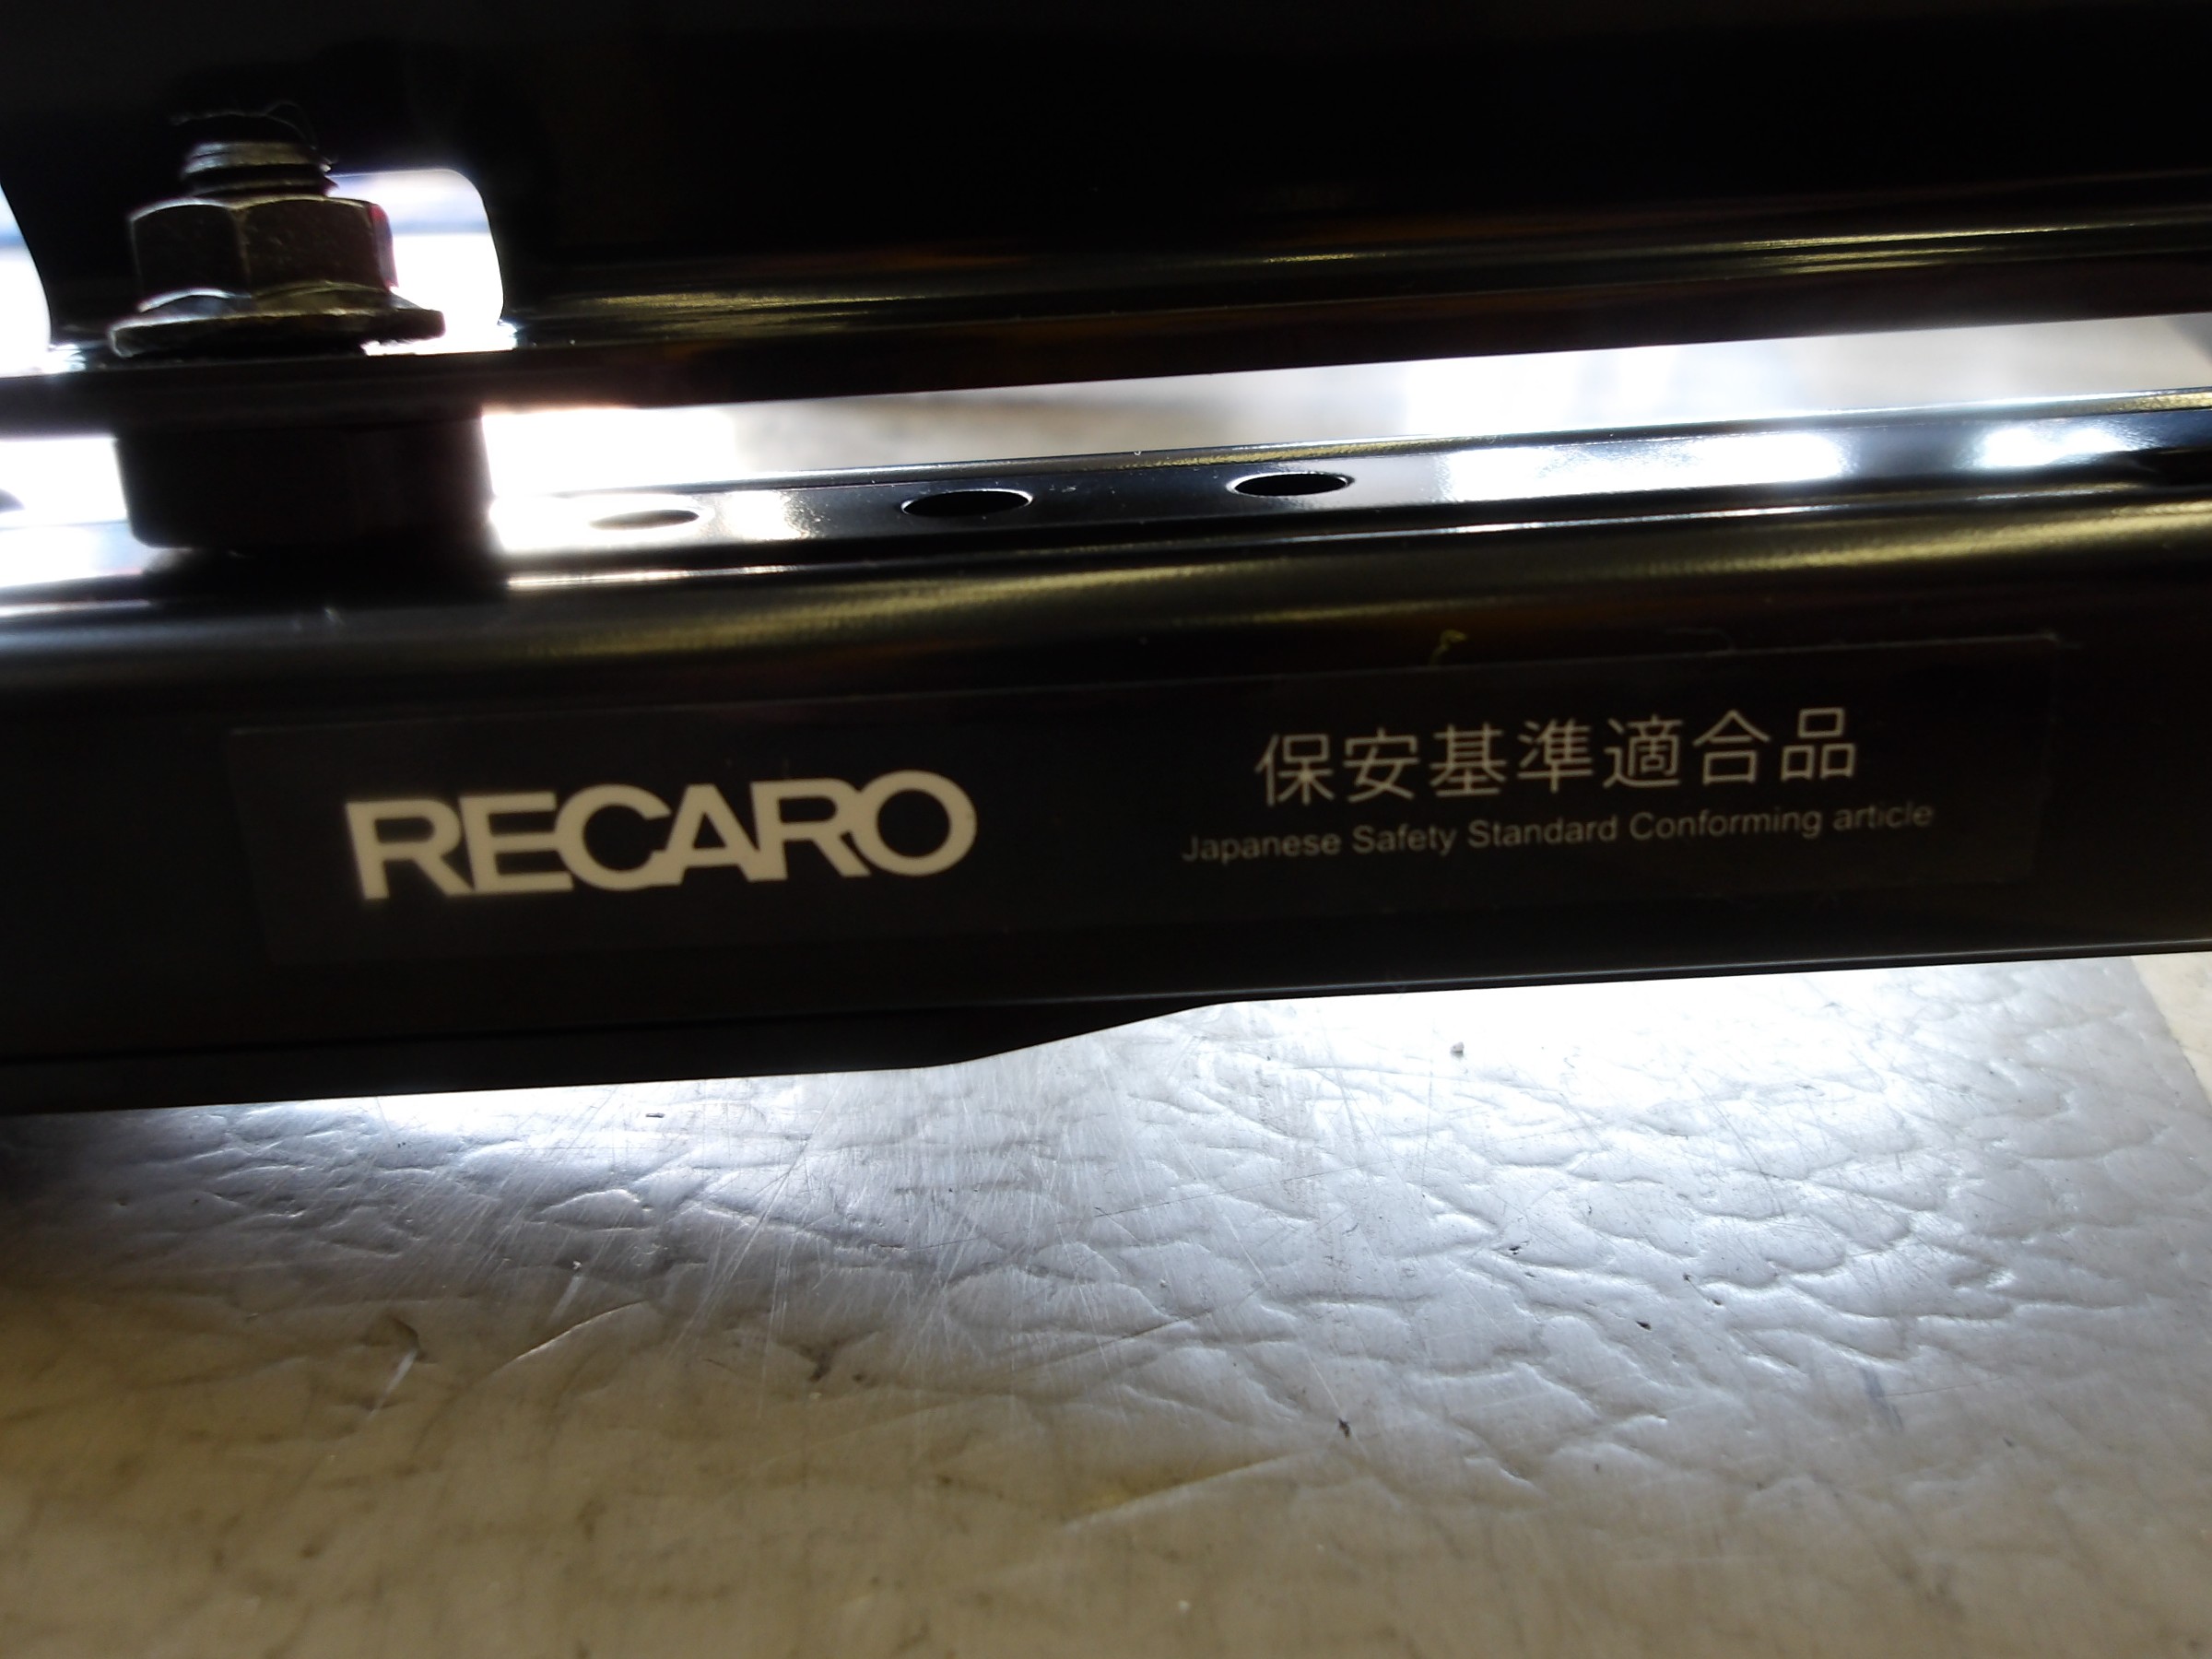 RECARO
保安基準適合品
Japanese Safety Standard Conforming article